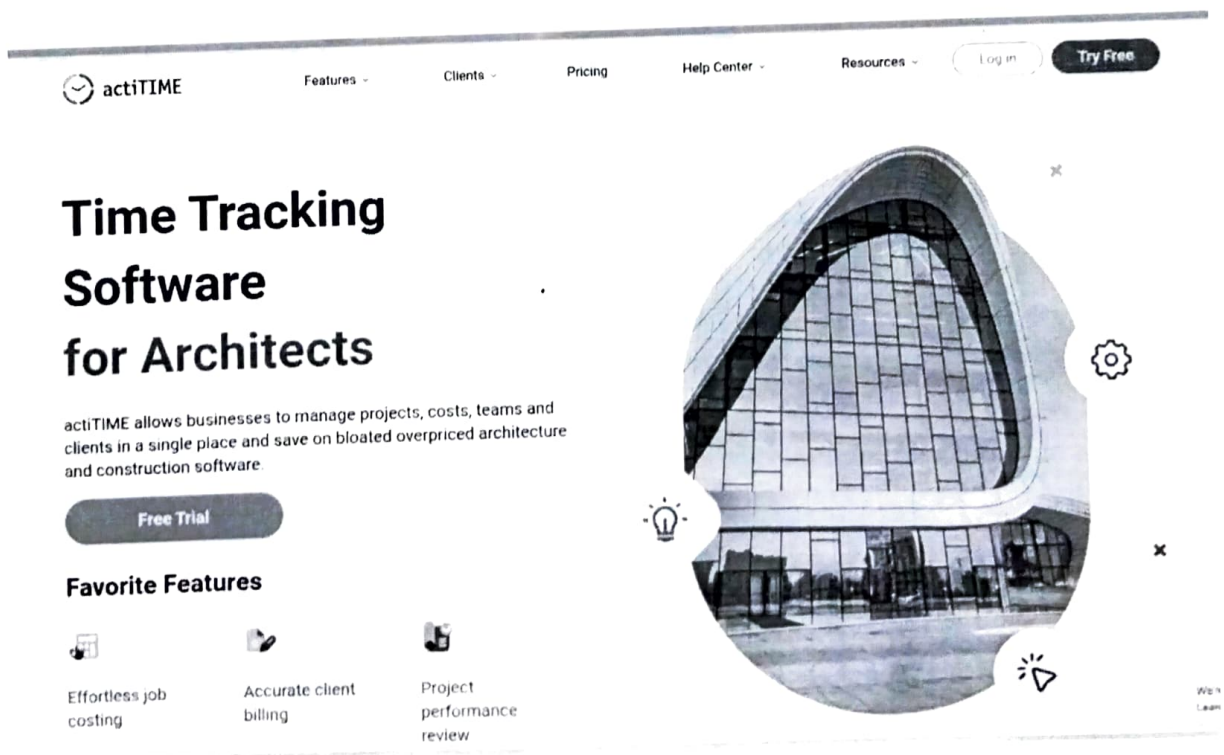 actiTIME
Features
Clients
Pricing
Help Center
Resources
Log in
Try Free
Time Tracking
Software
for Architects
actiTIME allows businesses to manage projects, costs, teams and
clients in a single place and save on bloated overpriced architecture
and construction software.
Free Trial
Favorite Features
Effortless job
costing
Accurate client
billing
Project
performance
review